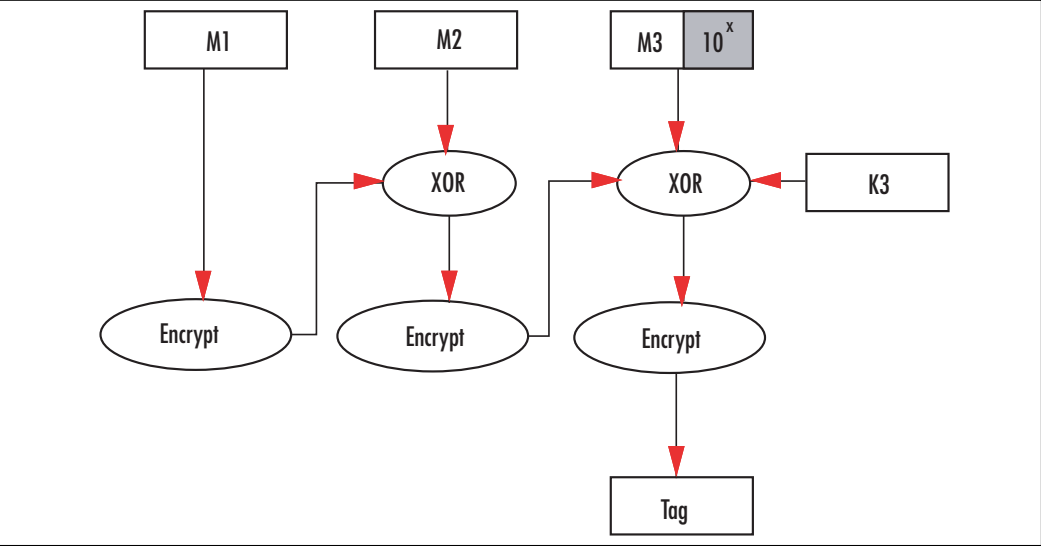 M1
M2
M3
10^x
XOR
XOR
K3
Encrypt
Encrypt
Encrypt
Tag